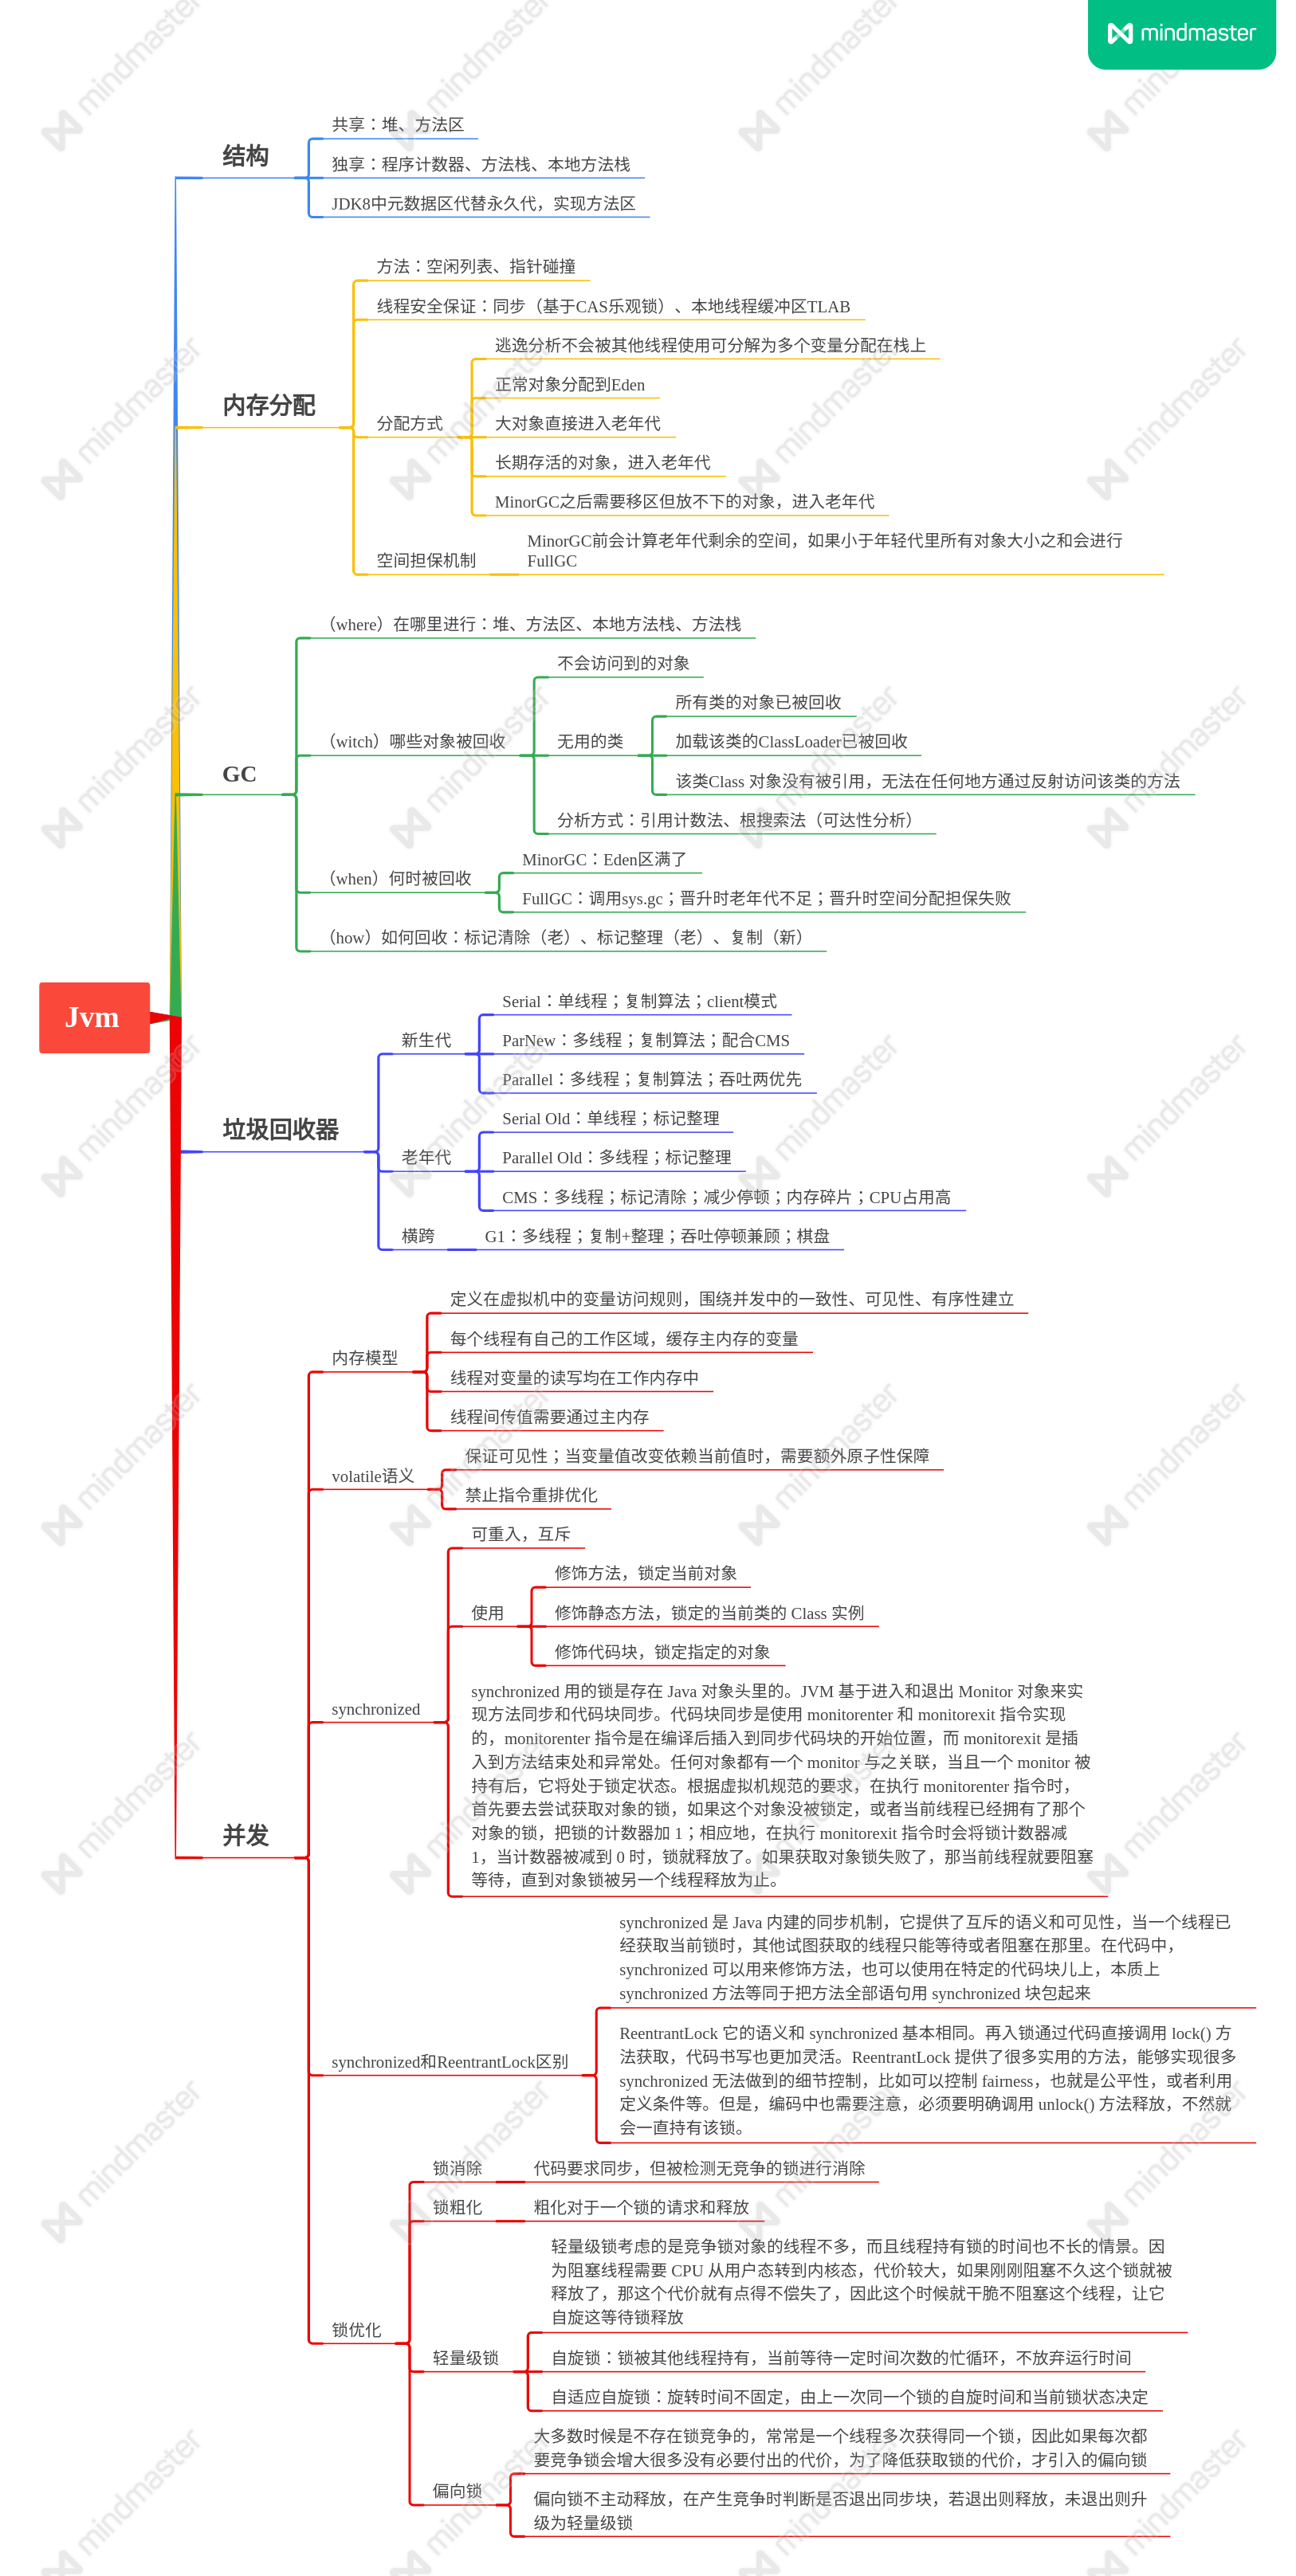 mindmaster
结构
共享：堆、方法区
独享：程序计数器、方法栈、本地方法栈
JDK8中元数据区代替永久代，实现方法区
内存分配
方法：空闲列表、指针碰撞
线程安全保证：同步（基于CAS乐观锁）、本地线程缓冲区TLAB
分配方式
逃逸分析不会被其他线程使用可分解为多个变量分配在栈上
正常对象分配到Eden
大对象直接进入老年代
长期存活的对象，进入老年代
MinorGC之后需要移区但放不下的对象，进入老年代
空间担保机制
MinorGC前会计算老年代剩余的空间，如果小于年轻代里所有对象大小之和会进行
FullGC
GC
（where）在哪里进行：堆、方法区、本地方法栈、方法栈
（witch）哪些对象被回收
不会访问到的对象
无用的类
所有类的对象已被回收
加载该类的ClassLoader已被回收
该类Class 对象没有被引用，无法在任何地方通过反射访问该类的方法
分析方式：引用计数法、根搜索法（可达性分析）
（when）何时被回收
MinorGC：Eden区满了
FullGC：调用sys.gc；晋升时老年代不足；晋升时空间分配担保失败
（how）如何回收：标记清除（老）、标记整理（老）、复制（新）
Jvm
垃圾回收器
新生代
Serial：单线程；复制算法；client模式
ParNew：多线程；复制算法；配合CMS
Parallel：多线程；复制算法；吞吐两优先
老年代
Serial Old：单线程；标记整理
Parallel Old：多线程；标记整理
CMS：多线程；标记清除；减少停顿；内存碎片；CPU占用高
横跨
G1：多线程；复制+整理；吞吐停顿兼顾；棋盘
并发
内存模型
定义在虚拟机中的变量访问规则，围绕并发中的一致性、可见性、有序性建立
每个线程有自己的工作区域，缓存主内存的变量
线程对变量的读写均在工作内存中
线程间传值需要通过主内存
volatile语义
保证可见性；当变量值改变依赖当前值时，需要额外原子性保障
禁止指令重排优化
synchronized
可重入，互斥
使用
修饰方法，锁定当前对象
修饰静态方法，锁定的当前类的 Class 实例
修饰代码块，锁定指定的对象
synchronized 用的锁是存在 Java 对象头里的。JVM 基于进入和退出 Monitor 对象来实
现方法同步和代码块同步。代码块同步是使用 monitorenter 和 monitorexit 指令实现
的，monitorenter 指令是在编译后插入到同步代码块的开始位置，而 monitorexit 是插
入到方法结束处和异常处。任何对象都有一个 monitor 与之关联，当且一个 monitor 被
持有后，它将处于锁定状态。根据虚拟机规范的要求，在执行 monitorenter 指令时，
首先要去尝试获取对象的锁，如果这个对象没被锁定，或者当前线程已经拥有了那个
对象的锁，把锁的计数器加 1；相应地，在执行 monitorexit 指令时会将锁计数器减
1，当计数器被减到 0 时，锁就释放了。如果获取对象锁失败了，那当前线程就要阻塞
等待，直到对象锁被另一个线程释放为止。
synchronized和ReentrantLock区别
synchronized 是 Java 内建的同步机制，它提供了互斥的语义和可见性，当一个线程已
经获取当前锁时，其他试图获取的线程只能等待或者阻塞在那里。在代码中，
synchronized 可以用来修饰方法，也可以使用在特定的代码块儿上，本质上
synchronized 方法等同于把方法全部语句用 synchronized 块包起来
ReentrantLock 它的语义和 synchronized 基本相同。再入锁通过代码直接调用 lock() 方
法获取，代码书写也更加灵活。ReentrantLock 提供了很多实用的方法，能够实现很多
synchronized 无法做到的细节控制，比如可以控制 fairness，也就是公平性，或者利用
定义条件等。但是，编码中也需要注意，必须要明确调用 unlock() 方法释放，不然就
会一直持有该锁。
锁优化
锁消除
代码要求同步，但被检测无竞争的锁进行消除
锁粗化
粗化对于一个锁的请求和释放
轻量级锁
轻量级锁考虑的是竞争锁对象的线程不多，而且线程持有锁的时间也不长的情景。因
为阻塞线程需要 CPU 从用户态转到内核态，代价较大，如果刚刚阻塞不久这个锁就被
释放了，那这个代价就有点得不偿失了，因此这个时候就干脆不阻塞这个线程，让它
自旋这等待锁释放
自旋锁：锁被其他线程持有，当前等待一定时间次数的忙循环，不放弃运行时间
自适应自旋锁：旋转时间不固定，由上一次同一个锁的自旋时间和当前锁状态决定
偏向锁
大多数时候是不存在锁竞争的，常常是一个线程多次获得同一个锁，因此如果每次都
要竞争锁会增大很多没有必要付出的代价，为了降低获取锁的代价，才引入的偏向锁
偏向锁不主动释放，在产生竞争时判断是否退出同步块，若退出则释放，未退出则升
级为轻量级锁